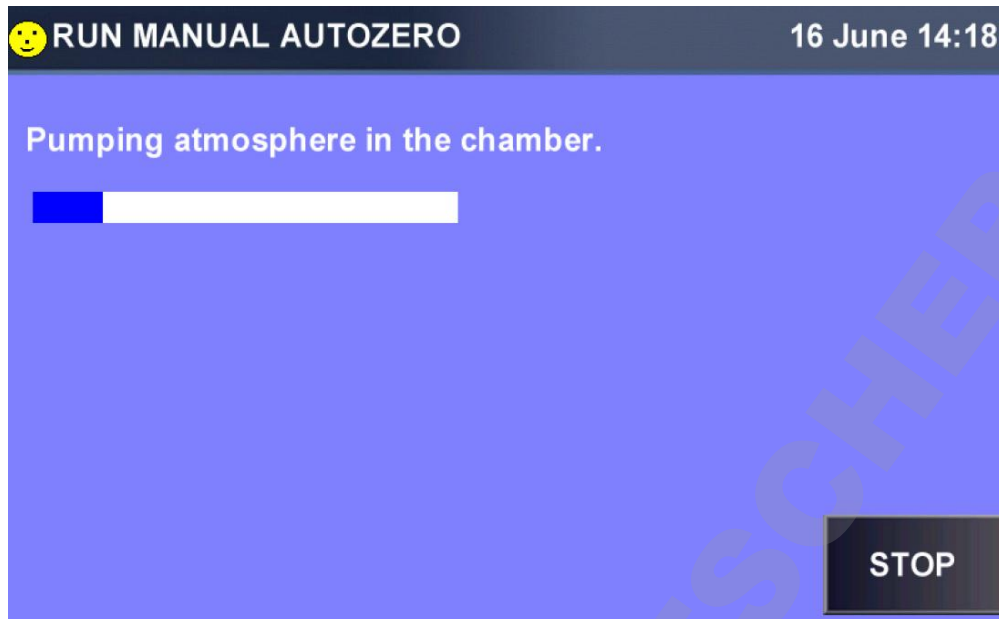 RUN MANUAL AUTOZERO
16 June 14:18
Pumping atmosphere in the chamber.
STOP